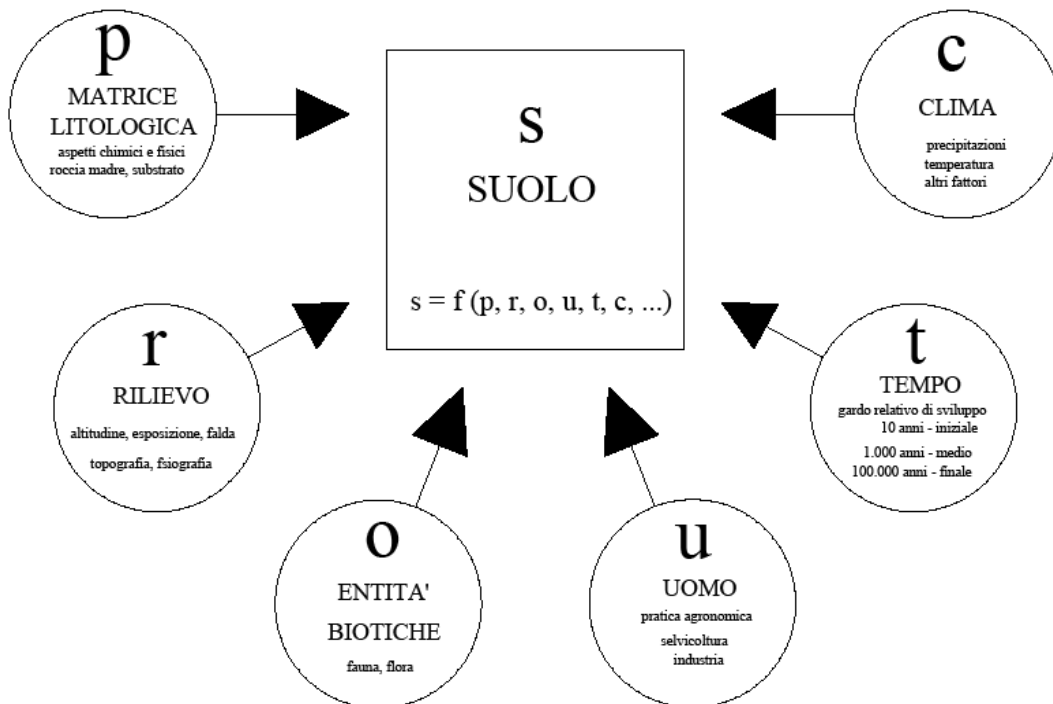 p
MATRICE
LITOLOGICA
aspetti chimici e fisici
roccia madre, substrato
s
SUOLO
s = f (p, r, o, u, t, c, ...)
c
CLIMA
precipitazioni
temperatura
altri fattori
r
RILIEVO
altitudine, esposizione, falda
topografia, fsiografia
t
TEMPO
gardo relativo di sviluppo
10 anni - iniziale
1.000 anni - medio
100.000 anni - finale
o
ENTITA'
BIOTICHE
fauna, flora
u
UOMO
pratica agronomica
selvicoltura
industria